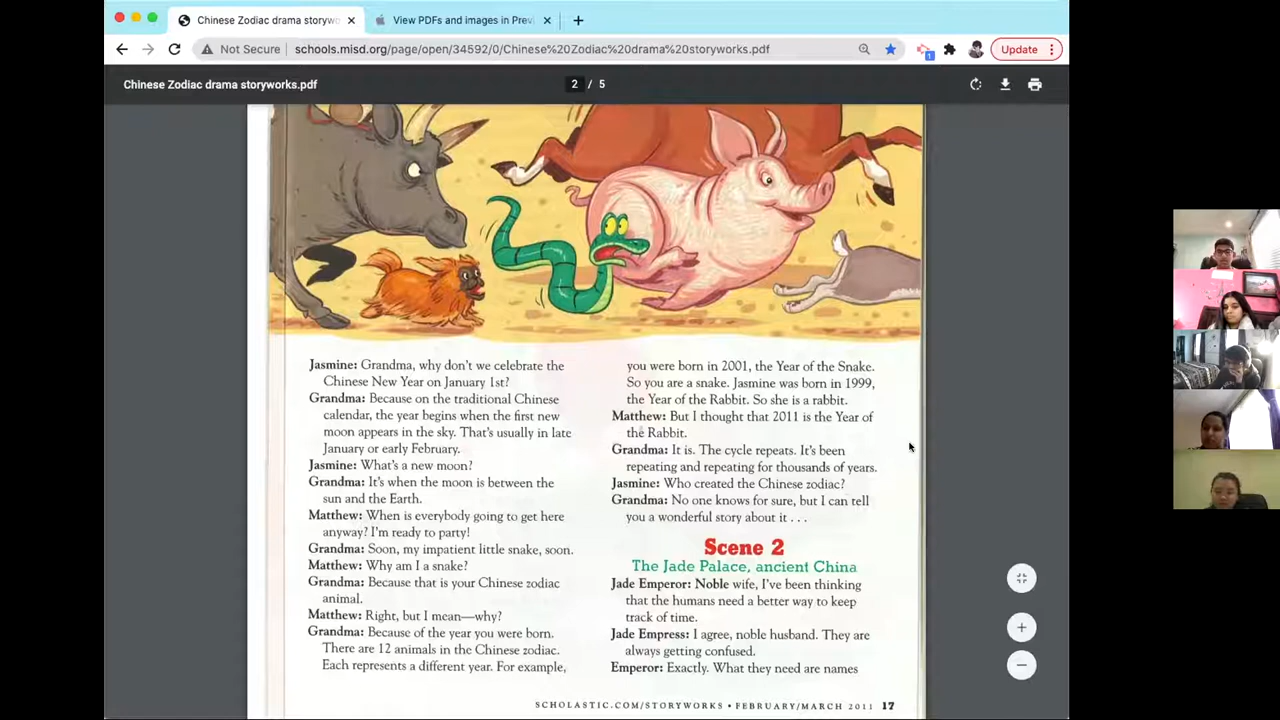 Chinese Zodiac drama storywo
View PDFs and images in Previ
Not Secure
schools.misd.org/page/open/34592/0/Chinese%20Zodiac%20drama%20storyworks.pdf
1
Update
Chinese Zodiac drama storyworks.pdf
2 / 5
Jasmine: Grandma, why don't we celebrate the
Chinese New Year on January 1st?
Grandma: Because on the traditional Chinese
calendar, the year begins when the first new
moon appears in the sky. That's usually in late
January or early February.
Jasmine: What's a new moon?
Grandma: It's when the moon is between the
sun and the Earth.
Matthew: When is everybody going to get here
anyway? I'm ready to party!
Grandma: Soon, my impatient little snake, soon.
Matthew: Why am I a snake?
Grandma: Because that is your Chinese zodiac
animal.
Matthew: Right, but I mean—why?
Grandma: Because of the year you were born.
There are 12 animals in the Chinese zodiac.
Each represents a different year. For example,
you were born in 2001, the Year of the Snake.
So you are a snake. Jasmine was born in 1999,
the Year of the Rabbit. So she is a rabbit.
Matthew: But I thought that 2011 is the Year of
the Rabbit.
Grandma: It is. The cycle repeats. It's been
repeating and repeating for thousands of years.
Jasmine: Who created the Chinese zodiac?
Grandma: No one knows for sure, but I can tell
you a wonderful story about it . . .
Scene 2
The Jade Palace, ancient China
Jade Emperor: Noble wife, I've been thinking
that the humans need a better way to keep
track of time.
Jade Empress: I agree, noble husband. They are
always getting confused.
Emperor: Exactly. What they need are names
SCHOLASTIC.COM/STORYWORKS • FEBRUARY/MARCH 2011 17